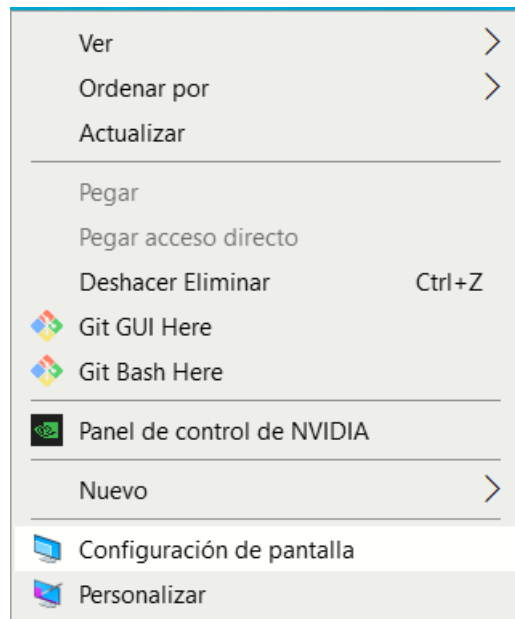 Ver
Ordenar por
Actualizar
Pegar
Pegar acceso directo
Deshacer Eliminar Ctrl+Z
Git GUI Here
Git Bash Here
Panel de control de NVIDIA
Nuevo
Configuración de pantalla
Personalizar